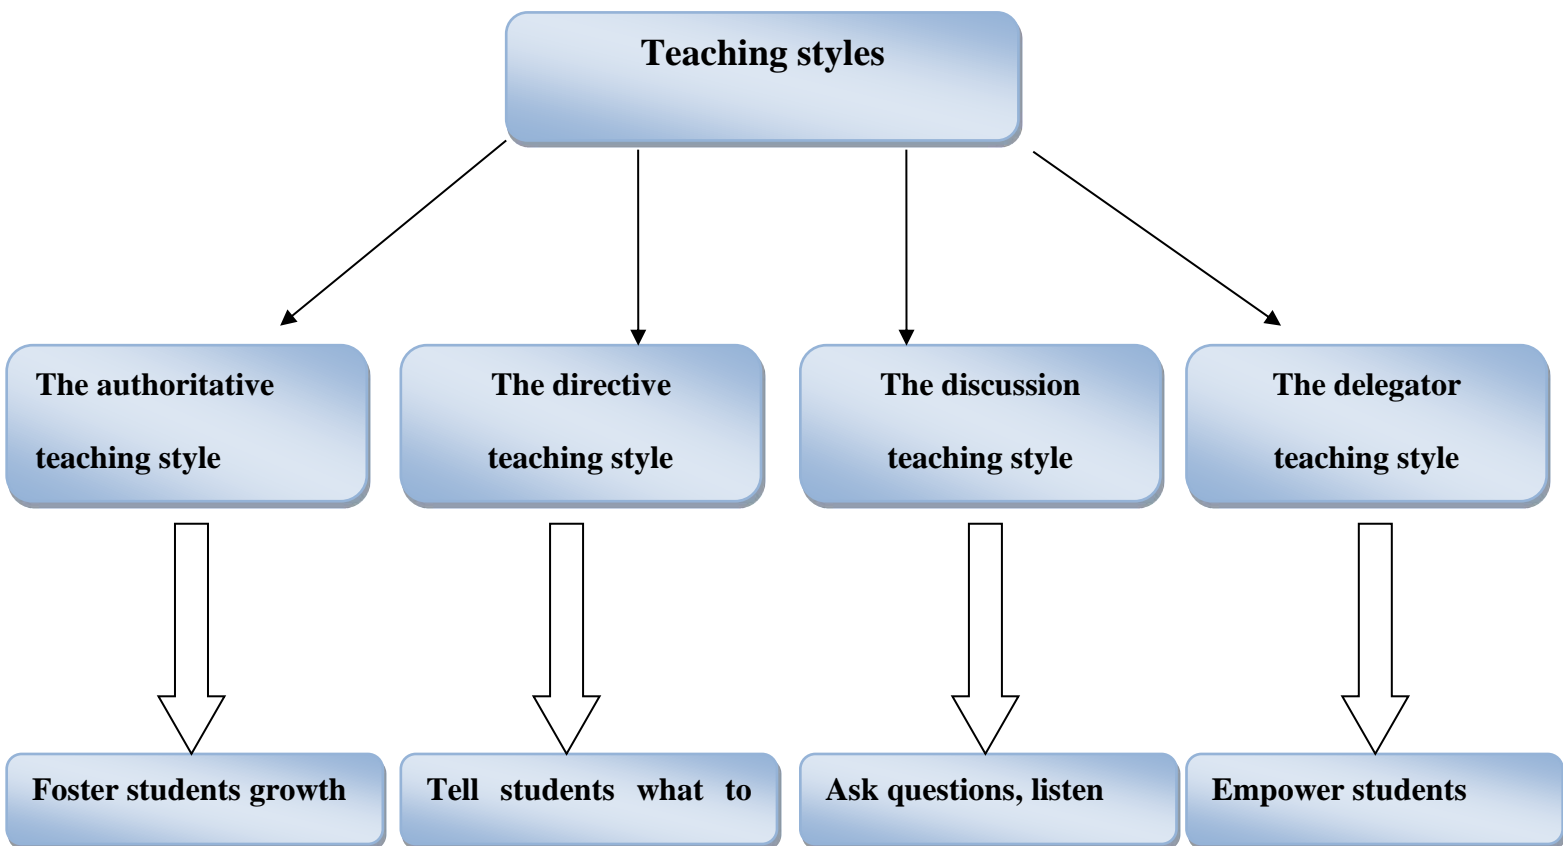 Teaching styles
The authoritative
teaching style
The directive
teaching style
The discussion
teaching style
The delegator
teaching style
Foster students growth
Tell students what to
Ask questions, listen
Empower students